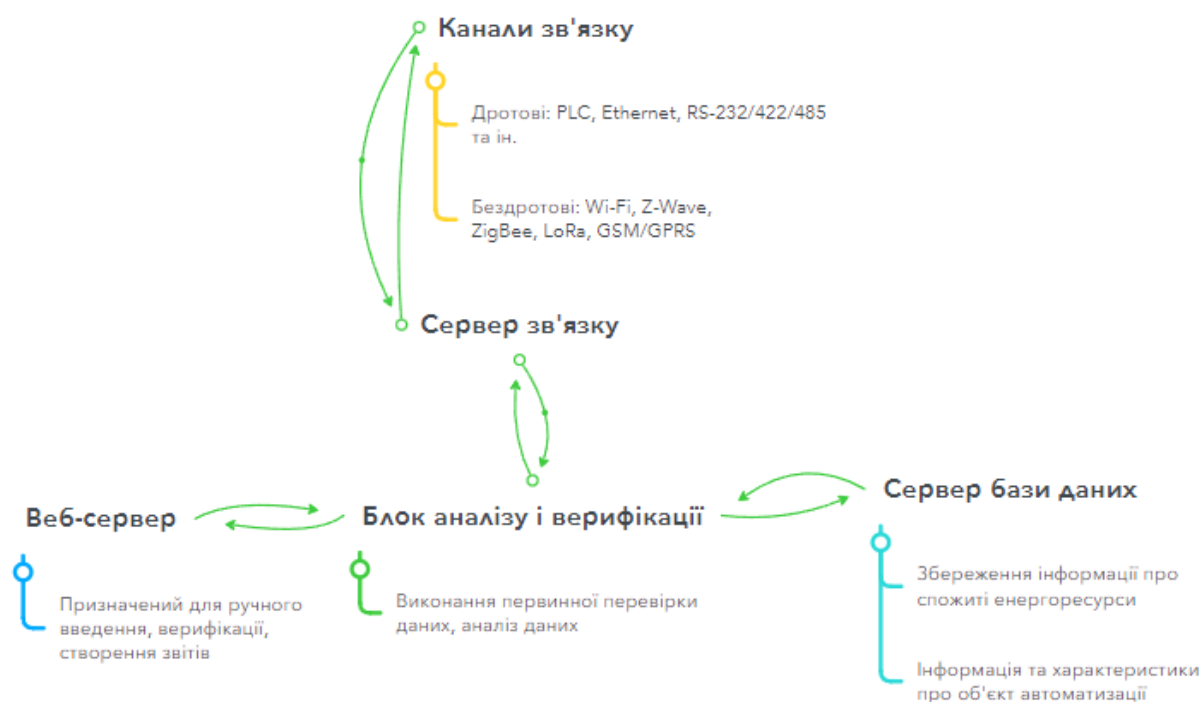 Канали зв'язку
Дротові: PLC, Ethernet, RS-232/422/485
та ін.
Бездротові: Wi-Fi, Z-Wave,
ZigBee, LoRa, GSM/GPRS
Сервер зв'язку
Веб-сервер
Призначений для ручного
введення, верифікації,
створення звітів
Блок аналізу і верифікації
Виконання первинної перевірки
даних, аналіз даних
Сервер бази даних
Збереження інформації про
спожиті енергоресурси
Інформація та характеристики
про об'єкт автоматизації